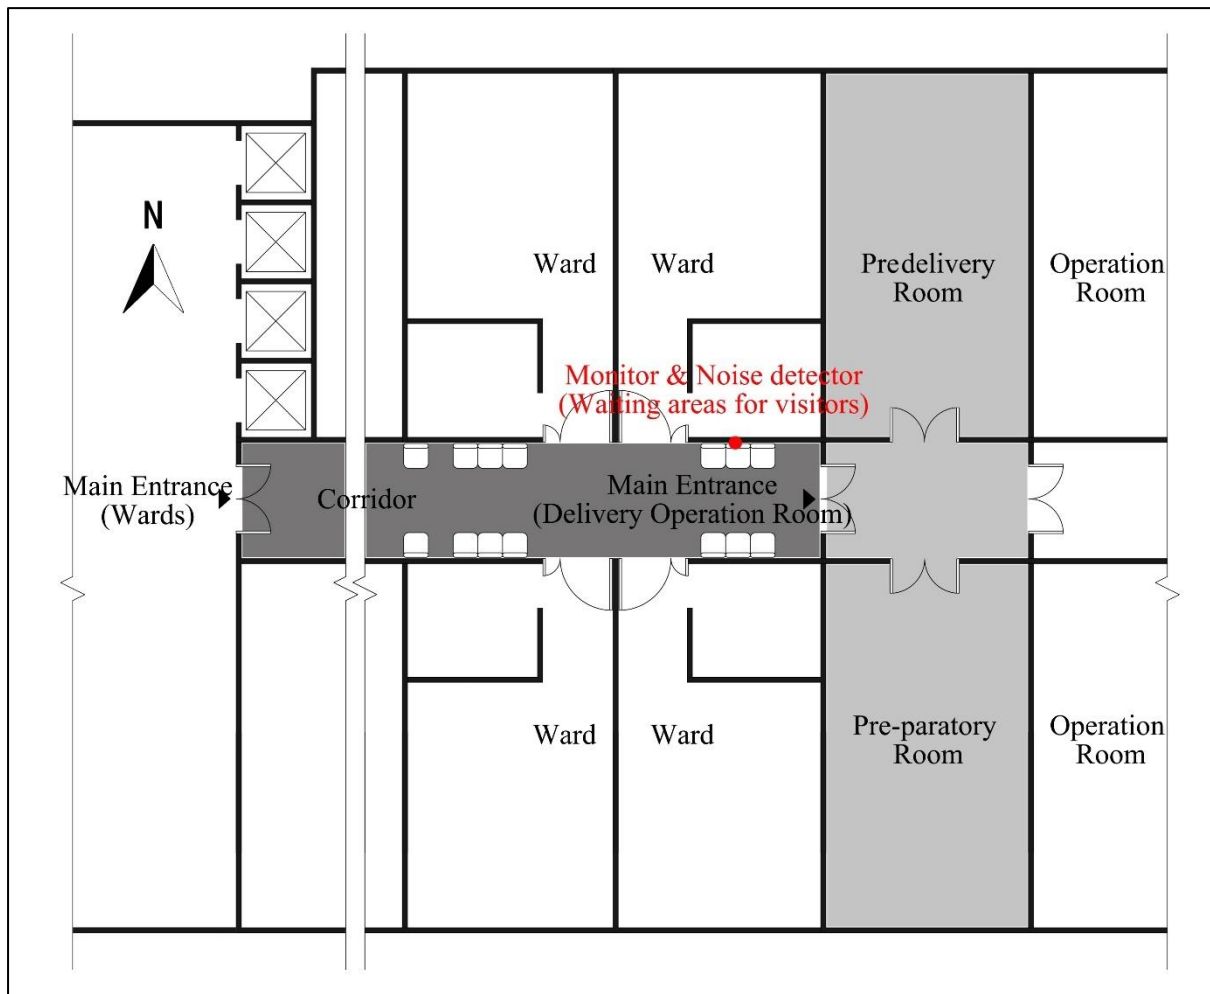 N
Ward
Ward
Predelivery
Room
Operation
Room
Monitor & Noise detector
(Waiting areas for visitors)
Main Entrance
(Wards)
Corridor
Main Entrance
(Delivery Operation Room)
Ward
Ward
Pre-paratory
Room
Operation
Room